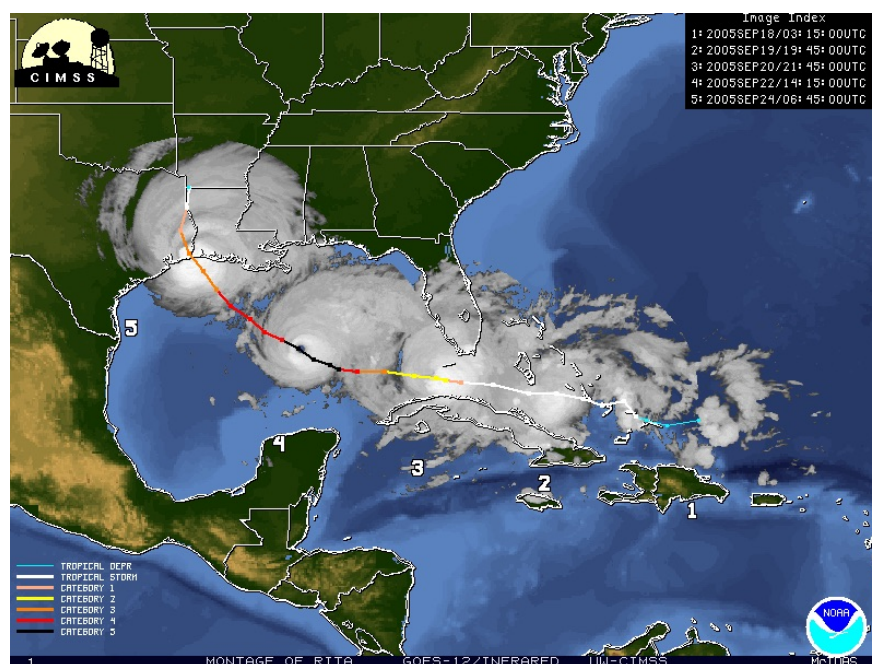 CIMSS
Image Index
1: 2005SEP18/03:15:00UTC
2: 2005SEP19/19:45:00UTC
3: 2005SEP20/21:45:00UTC
4: 2005SEP22/14:15:00UTC
5: 2005SEP24/06:45:00UTC
5
4
3
2
1
TROPICAL DEPR
TROPICAL STORM
CATEGORY 1
CATEGORY 2
CATEGORY 3
CATEGORY 4
CATEGORY 5
NOAA
1 MONTAGE OF RITA GOES-12/INFRARED UW-CIMSS McIDAS